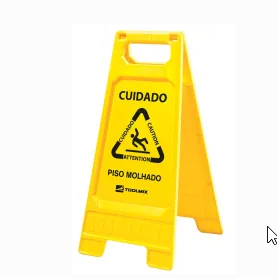 CUIDADO
CUIDADO
CAUTION
ATTENTION
PISO MOLHADO
TOOLMIX